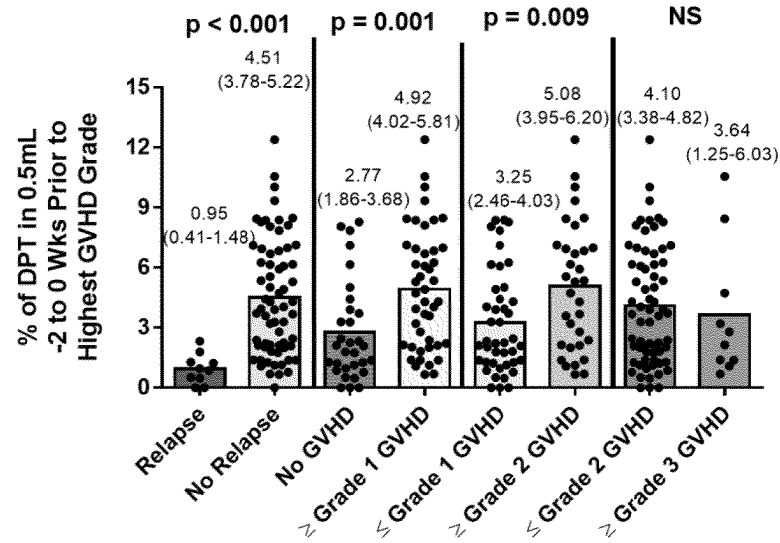 p < 0.001
p = 0.001
p = 0.009
NS
% of DPT in 0.5mL
-2 to 0 Wks Prior to
Highest GVHD Grade
15
12
9
6
3
0
0.95
(0.41-1.48)
4.51
(3.78-5.22)
2.77
(1.86-3.68)
4.92
(4.02-5.81)
3.25
(2.46-4.03)
5.08
(3.95-6.20)
4.10
(3.38-4.82)
3.64
(1.25-6.03)
Relapse
No Relapse
No GVHD
≥ Grade 1 GVHD
≤ Grade 1 GVHD
≥ Grade 2 GVHD
≤ Grade 2 GVHD
≥ Grade 3 GVHD